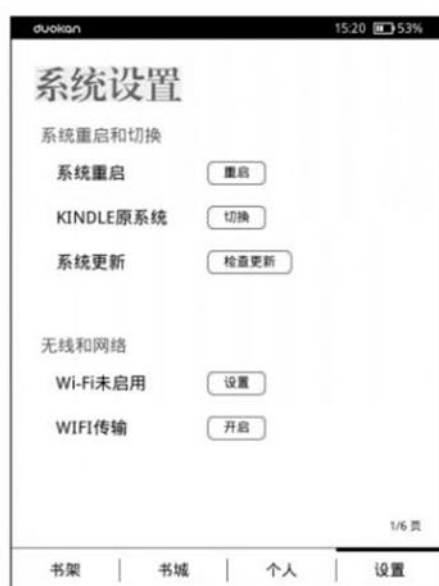 duokan 15:20 53%
系统设置
系统重启和切换
系统重启 重启
KINDLE原系统 切换
系统更新 检查更新
无线和网络
Wi-Fi未启用 设置
WIFI传输 开启
1/6 页
书架 书城 个人 设置